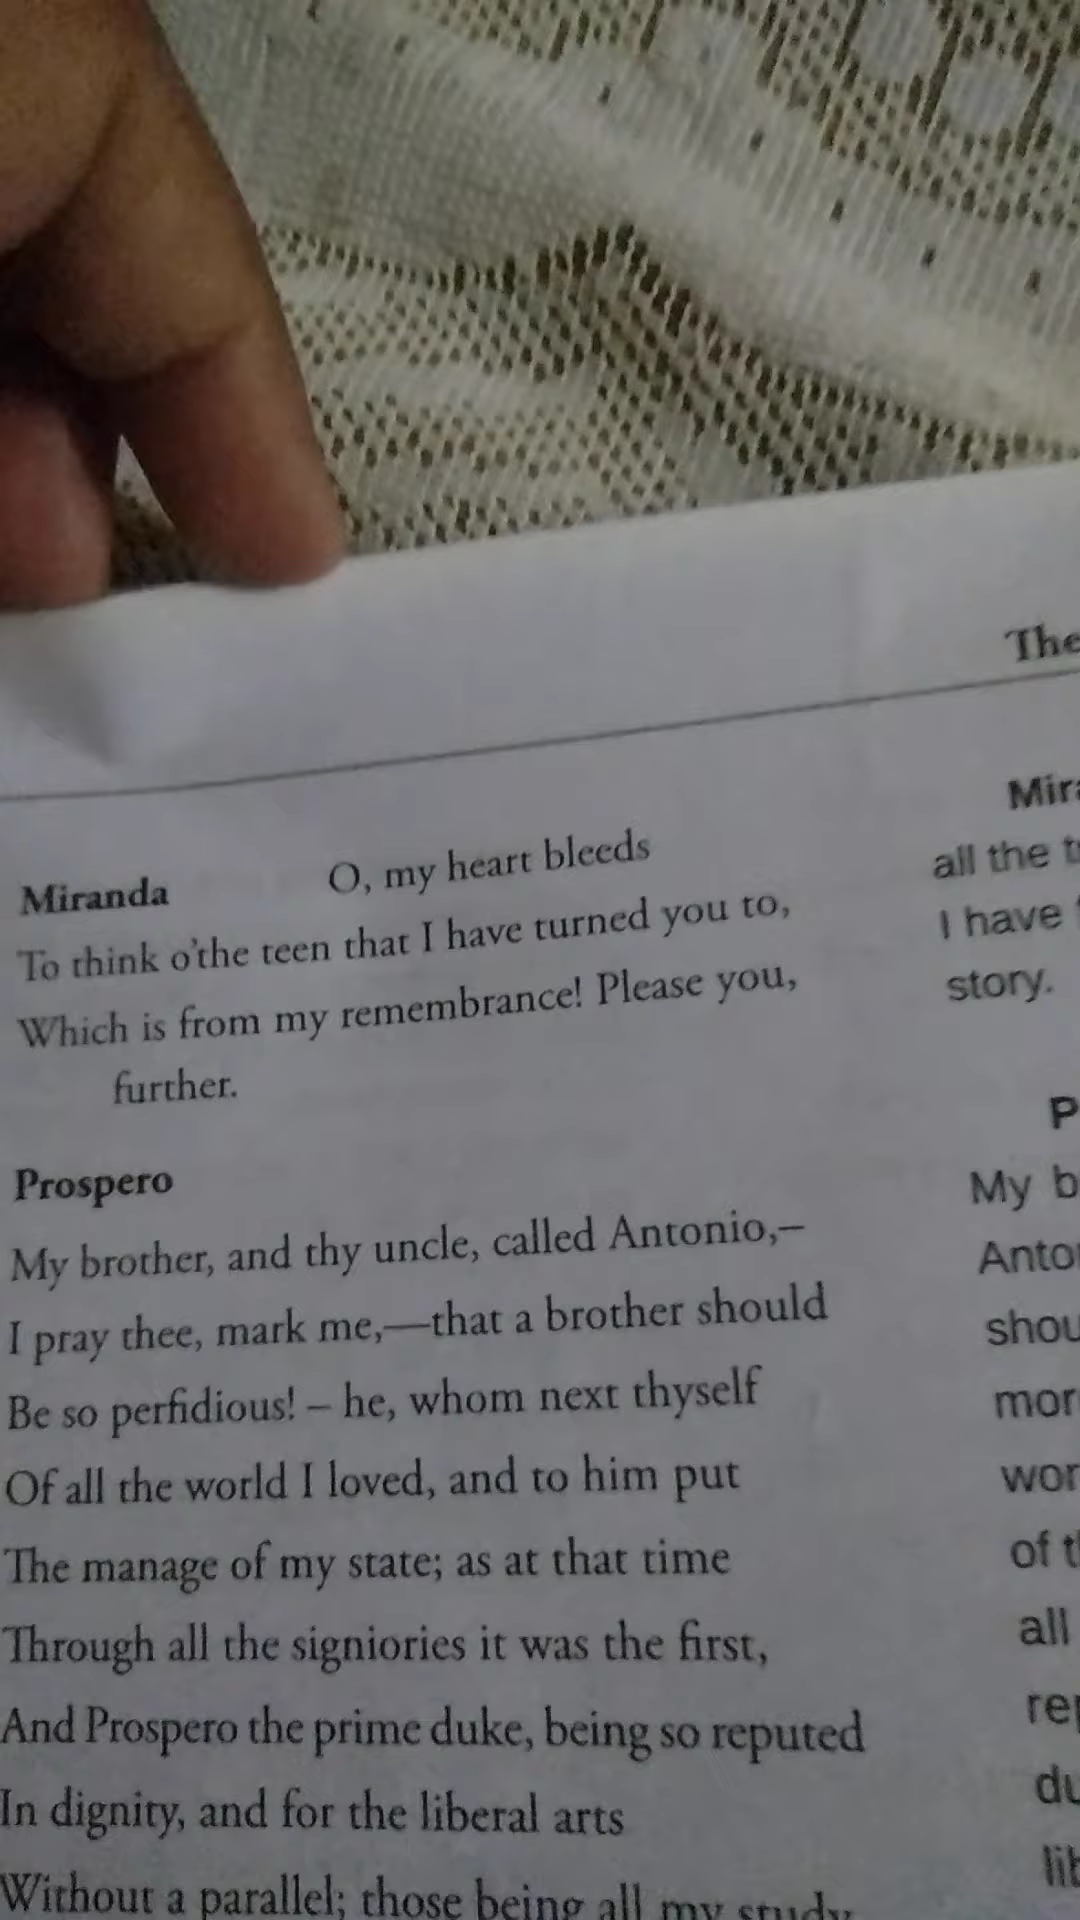 The
Miranda O, my heart bleeds
To think o'the teen that I have turned you to,
Which is from my remembrance! Please you,
further.
Prospero
My brother, and thy uncle, called Antonio,–
I pray thee, mark me,—that a brother should
Be so perfidious! – he, whom next thyself
Of all the world I loved, and to him put
The manage of my state; as at that time
Through all the signiories it was the first,
And Prospero the prime duke, being so reputed
In dignity, and for the liberal arts
Without a parallel; those being all my study
all the
I have
story.
My
of
all